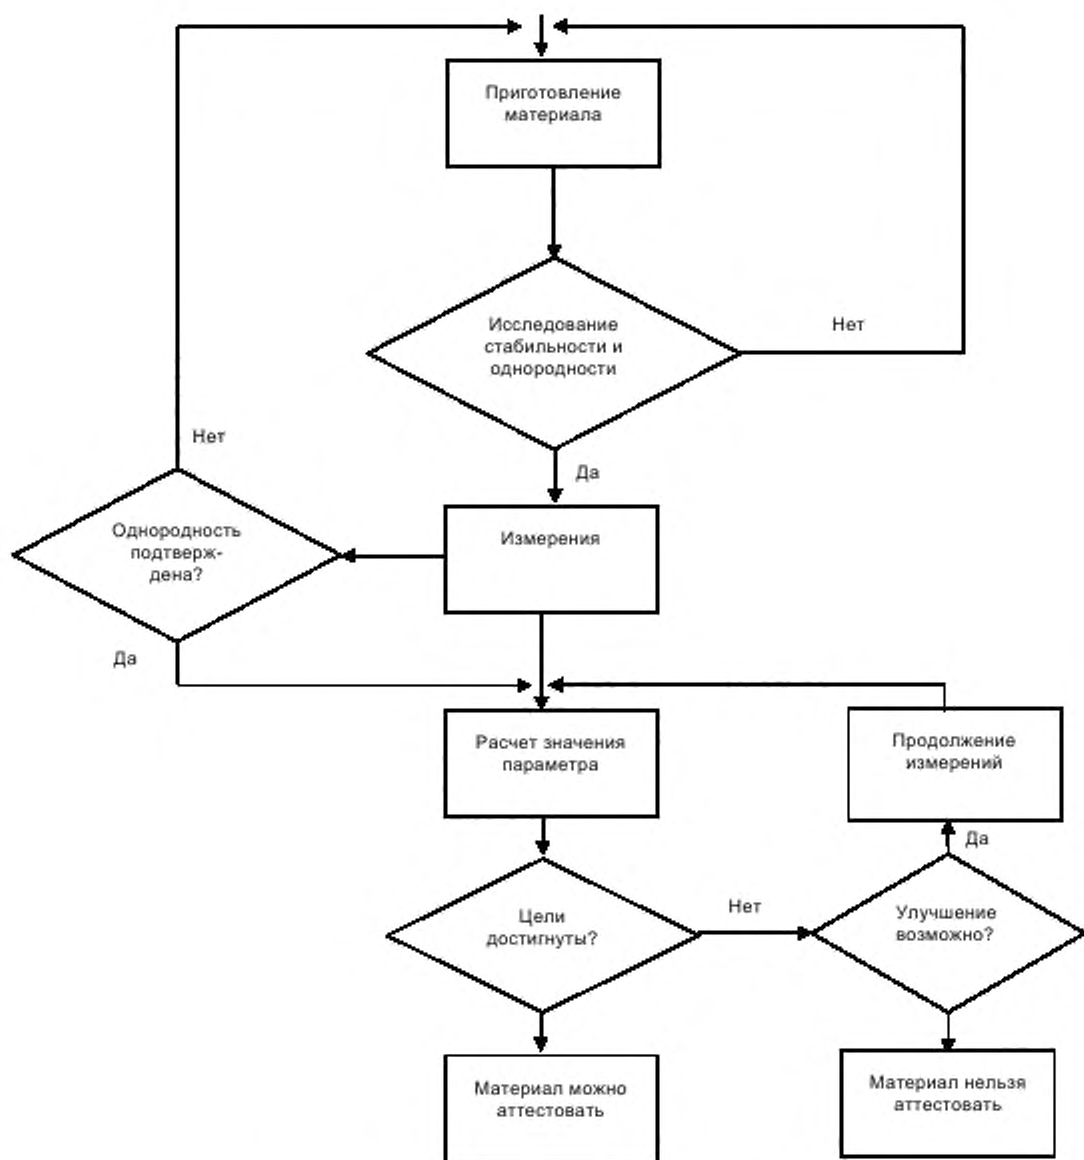 Приготовление
материала
Исследование
стабильности и
однородности
Нет
Нет
Да
Однородность
подтверж-
дена?
Измерения
Да
Расчет значения
параметра
Продолжение
измерений
Да
Цели
достигнуты?
Нет
Улучшение
возможно?
Материал можно
аттестовать
Материал нельзя
аттестовать